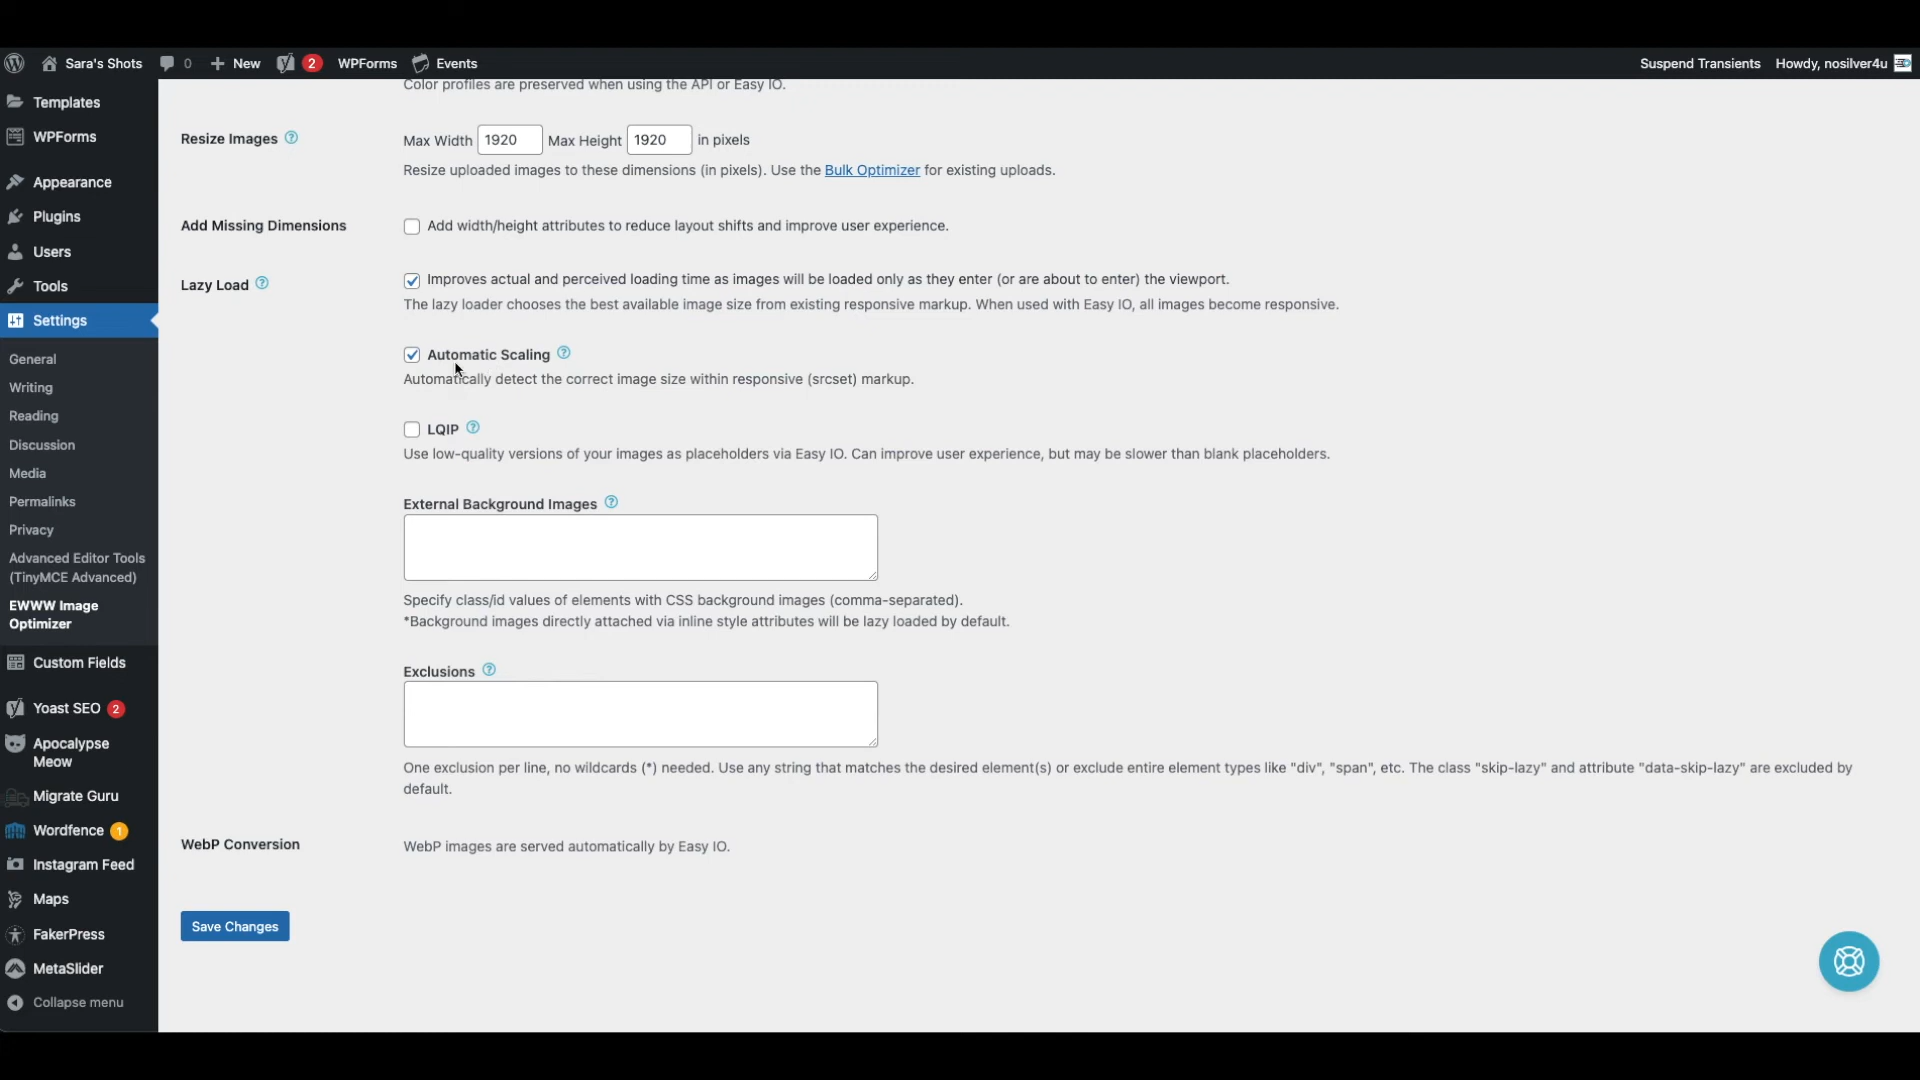 Sara's Shots 0 New 2 WPForms Events Suspend Transients Howdy, nosilver4u
Templates
WPForms
Appearance
Plugins
Users
Tools
Settings
General
Writing
Reading
Discussion
Media
Permalinks
Privacy
Advanced Editor Tools
(TinyMCE Advanced)
EWWW Image
Optimizer
Custom Fields
Yoast SEO 2
Apocalypse
Meow
Migrate Guru
Wordfence 1
Instagram Feed
Maps
FakerPress
MetaSlider
Collapse menu
Color profiles are preserved when using the API or Easy IO.
Resize Images ? Max Width 1920 Max Height 1920 in pixels
Resize uploaded images to these dimensions (in pixels). Use the Bulk Optimizer for existing uploads.
Add Missing Dimensions Add width/height attributes to reduce layout shifts and improve user experience.
Lazy Load ? Improves actual and perceived loading time as images will be loaded only as they enter (or are about to enter) the viewport.
The lazy loader chooses the best available image size from existing responsive markup. When used with Easy IO, all images become responsive.
Automatic Scaling ?
Automatically detect the correct image size within responsive (srcset) markup.
LQIP ?
Use low-quality versions of your images as placeholders via Easy IO. Can improve user experience, but may be slower than blank placeholders.
External Background Images ?
Specify class/id values of elements with CSS background images (comma-separated).
*Background images directly attached via inline style attributes will be lazy loaded by default.
Exclusions ?
One exclusion per line, no wildcards (*) needed. Use any string that matches the desired element(s) or exclude entire element types like "div", "span", etc. The class "skip-lazy" and attribute "data-skip-lazy" are excluded by
default.
WebP Conversion WebP images are served automatically by Easy IO.
Save Changes